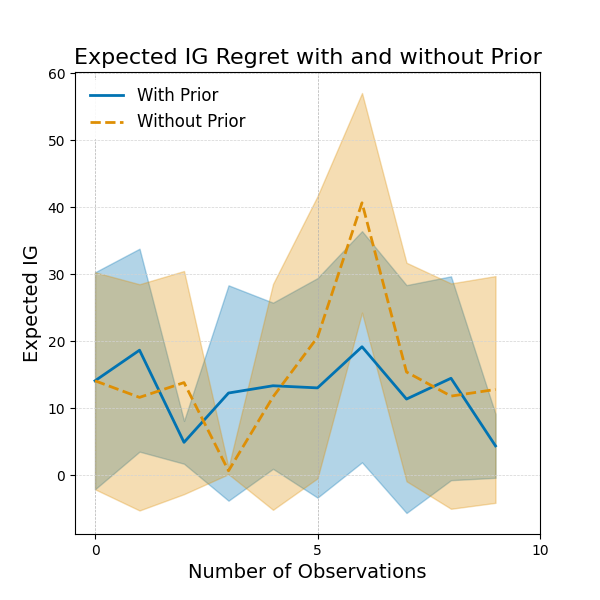 Expected IG Regret with and without Prior
60
With Prior
Without Prior
50
40
30
20
10
0
Expected IG
0
5
10
Number of Observations